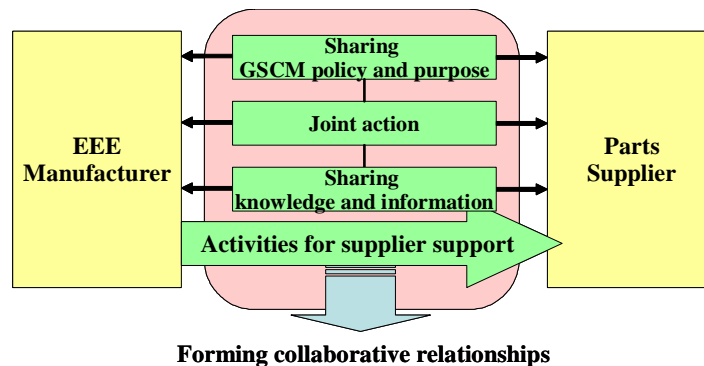 Sharing
GSCM policy and purpose
Joint action
EEE
Manufacturer
Parts
Supplier
Sharing
knowledge and information
Activities for supplier support
Forming collaborative relationships